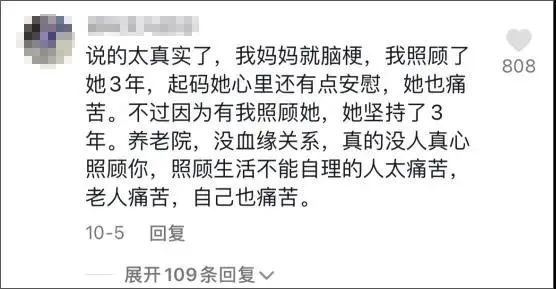 说的太真实了，我妈妈就脑梗，我照顾了
她3年，起码她心里还有点安慰，她也痛
苦。不过因为有我照顾她，她坚持了3
年。养老院，没血缘关系，真的没人真心
照顾你，照顾生活不能自理的人太痛苦，
老人痛苦，自己也痛苦。
808
10-5 回复
展开109条回复